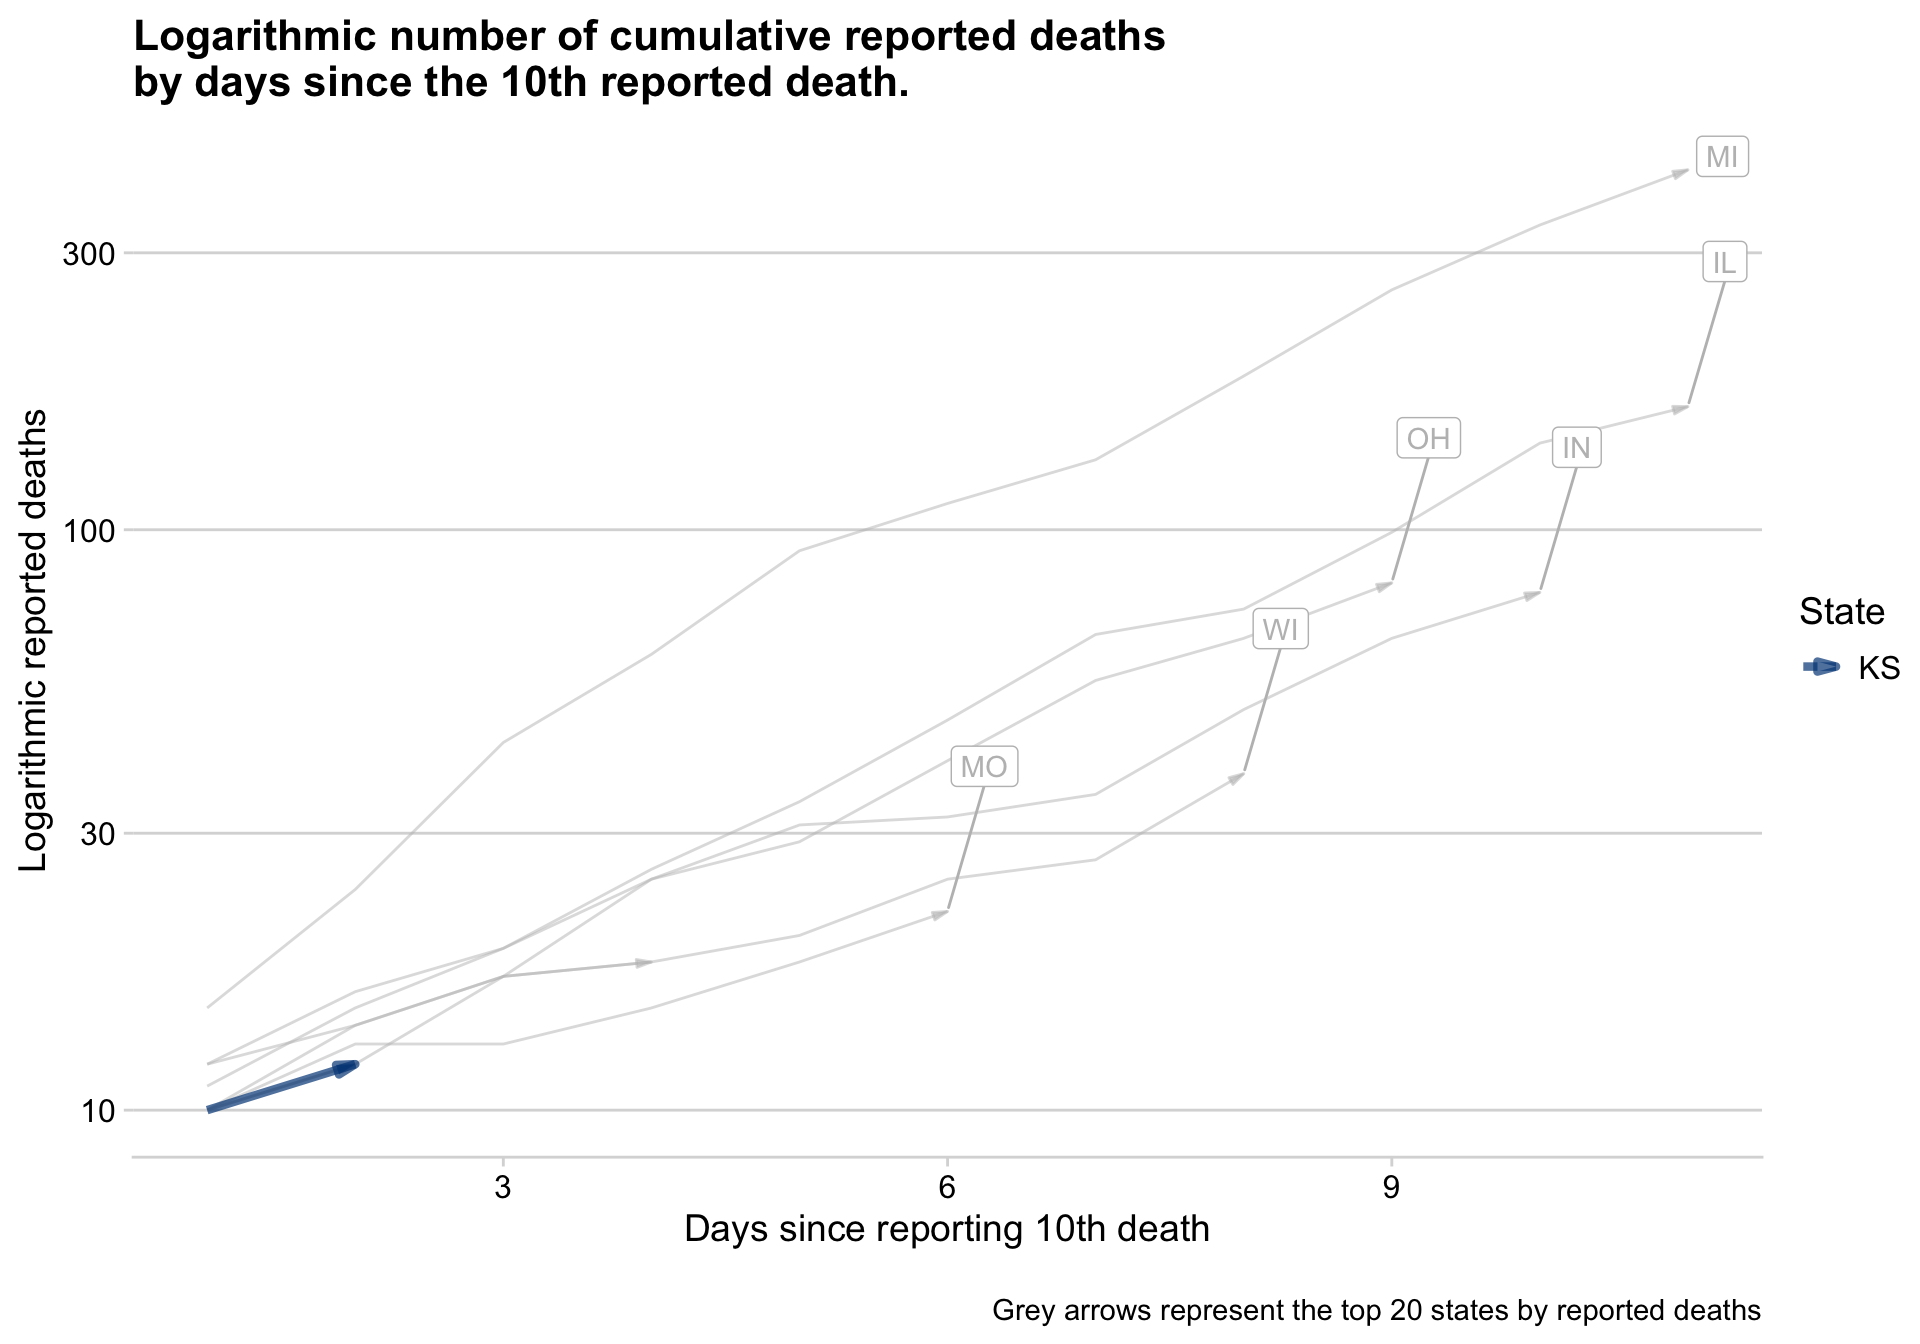 Logarithmic number of cumulative reported deaths
by days since the 10th reported death.
MI
300
IL
OH
IN
100
WI
MO
30
10
Logarithmic reported deaths
State
KS
3
6
9
Days since reporting 10th death
Grey arrows represent the top 20 states by reported deaths